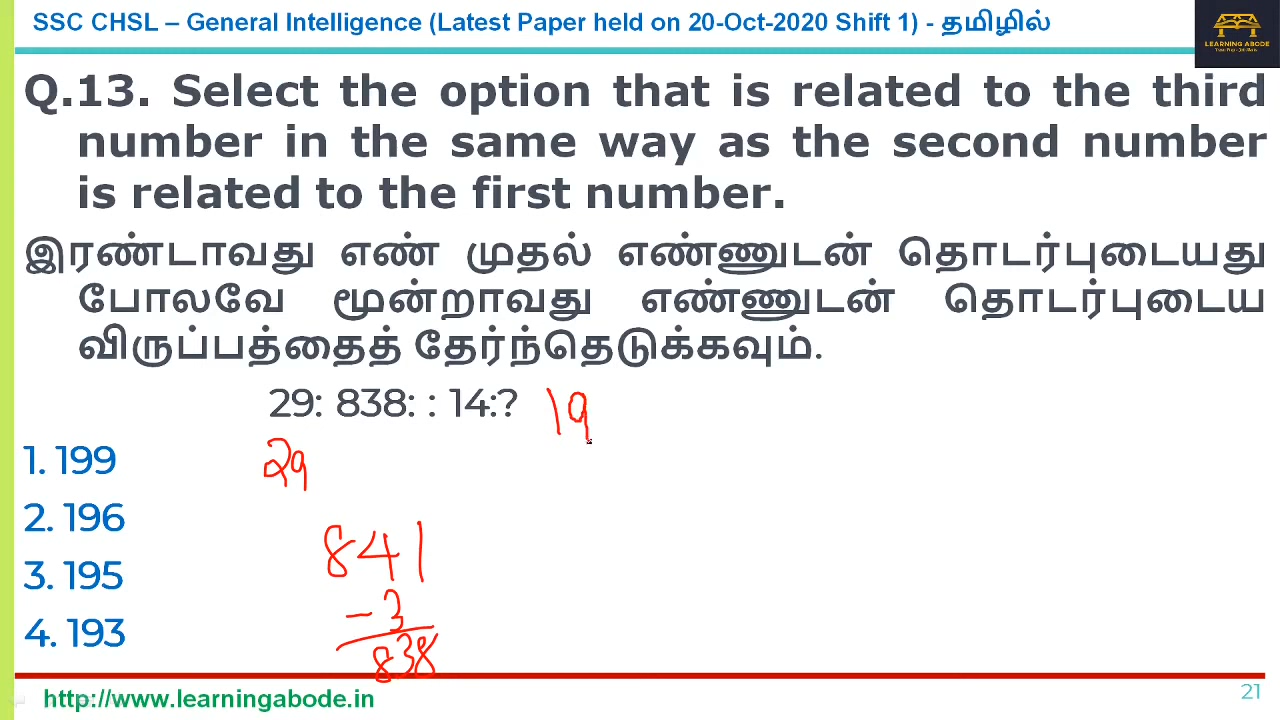 SSC CHSL – General Intelligence (Latest Paper held on 20-Oct-2020 Shift 1) - தமிழில்
LEARNING ABODE
Q.13. Select the option that is related to the third
number in the same way as the second number
is related to the first number.
இரண்டாவது எண் முதல் எண்ணுடன் தொடர்புடையது
போலவே மூன்றாவது எண்ணுடன் தொடர்புடைய
விருப்பத்தைத் தேர்ந்தெடுக்கவும்.
29: 838: : 14:? 19
1. 199
29
2. 196
841
3. 195
- 3
4. 193
838
http://www.learningabode.in
21